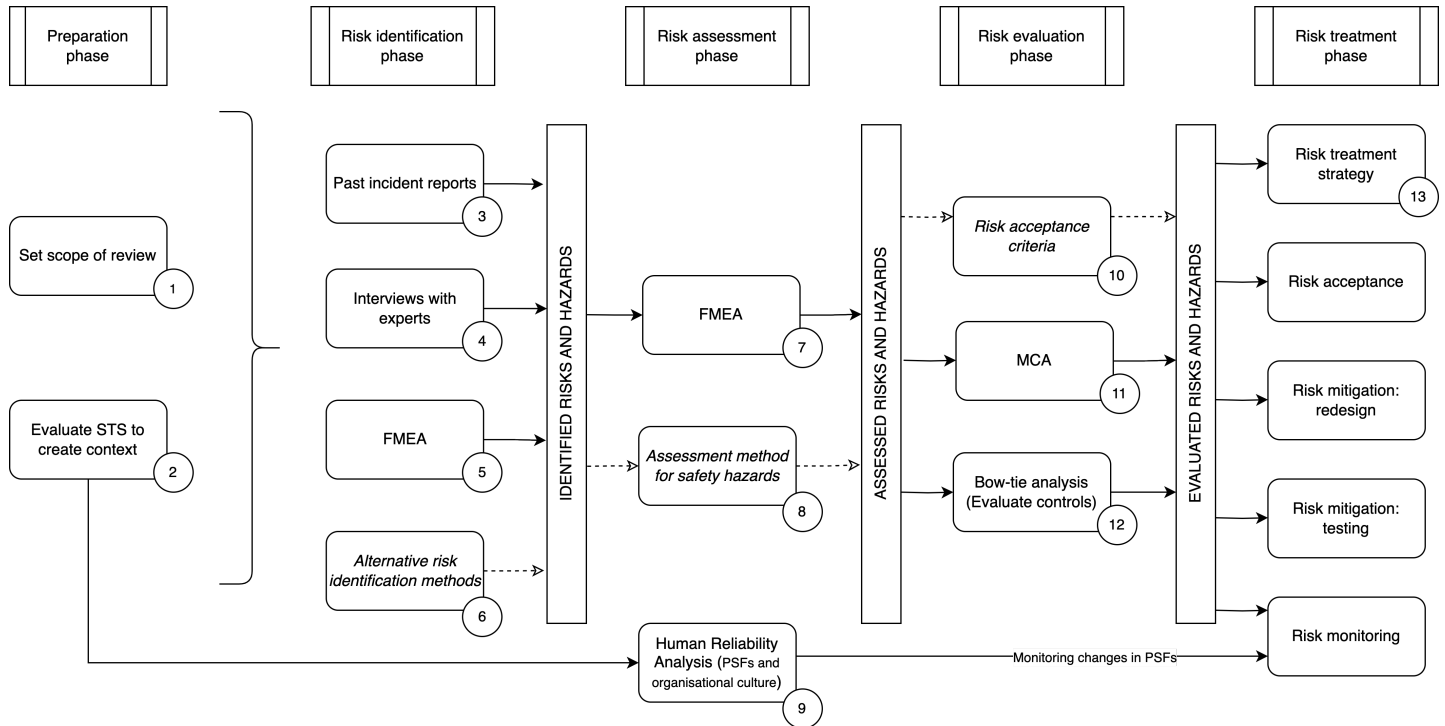 Preparation
phase
Risk identification
phase
Risk assessment
phase
Risk evaluation
phase
Risk treatment
phase
Set scope of review
1
Evaluate STS to
create context
2
Past incident reports
3
Interviews with
experts
4
FMEA
5
Alternative risk
identification methods
6
IDENTIFIED RISKS AND HAZARDS
FMEA
7
Assessment method
for safety hazards
8
Human Reliability
Analysis (PSFs and
organisational culture)
9
ASSESSED RISKS AND HAZARDS
Risk acceptance
criteria
10
MCA
11
Bow-tie analysis
(Evaluate controls)
12
Monitoring changes in PSFs
EVALUATED RISKS AND HAZARDS
Risk treatment
strategy
13
Risk acceptance
Risk mitigation:
redesign
Risk mitigation:
testing
Risk monitoring